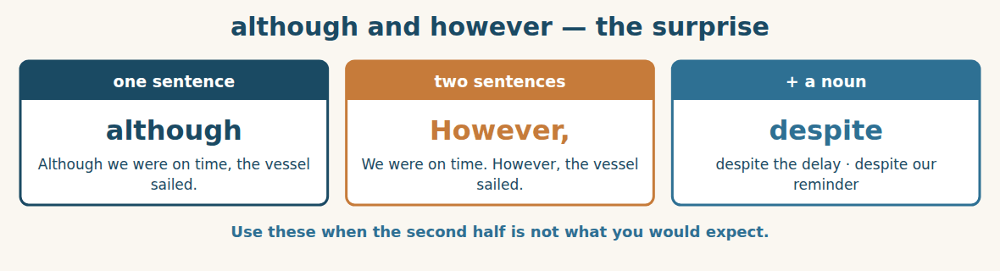 although and however — the surprise
one sentence
although
Although we were on time, the vessel
sailed.
two sentences
However,
We were on time. However, the vessel
sailed.
+ a noun
despite
despite the delay · despite our
reminder
Use these when the second half is not what you would expect.